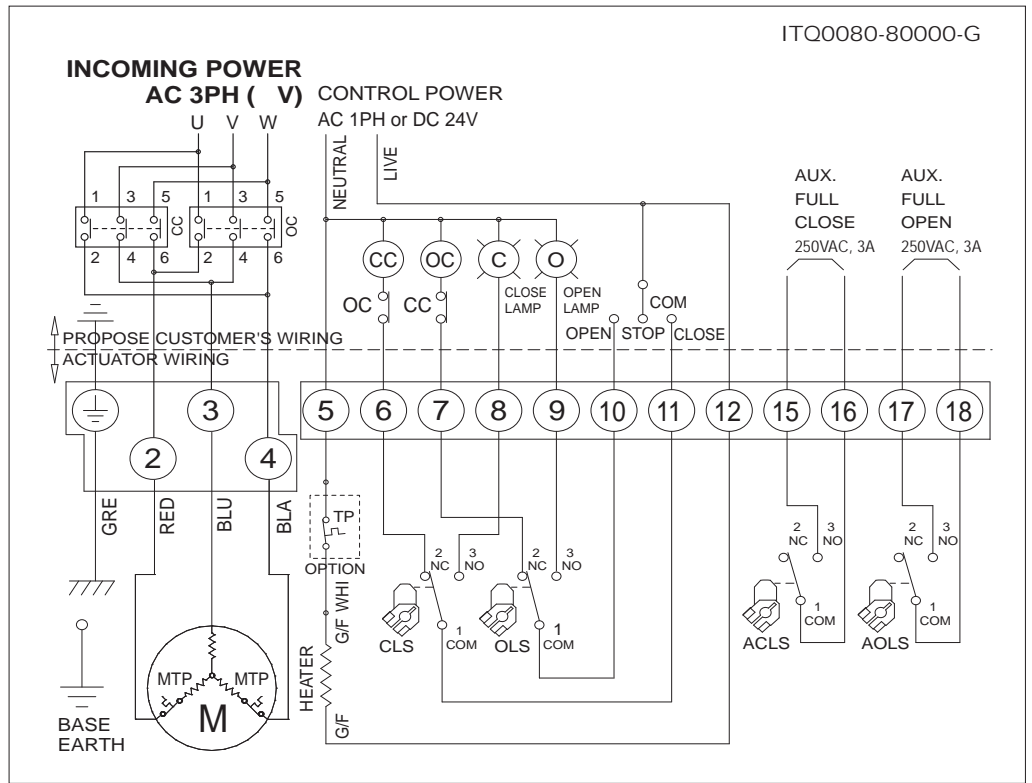 ITQ0080-80000-G
INCOMING POWER
AC 3PH ( V)
CONTROL POWER
AC 1PH or DC 24V
U V W
NEUTRAL
LIVE
1 3 5 1 3 5
CC
OC
2 4 6 2 4 6
CC OC C O
OC CC
CLOSE
LAMP
OPEN
LAMP
COM
OPEN STOP CLOSE
AUX.
FULL
CLOSE
250VAC, 3A
AUX.
FULL
OPEN
250VAC, 3A
PROPOSE CUSTOMER'S WIRING
ACTUATOR WIRING
3 5 6 7 8 9 10 11 12 15 16 17 18
2 4
GRE
RED
BLU
BLA
TP
OPTION
G/F WHI
HEATER
G/F
2
NC
3
NO
1
COM
CLS
2
NC
3
NO
1
COM
OLS
2
NC
3
NO
1
COM
ACLS
2
NC
3
NO
1
COM
AOLS
MTP MTP
M
BASE
EARTH